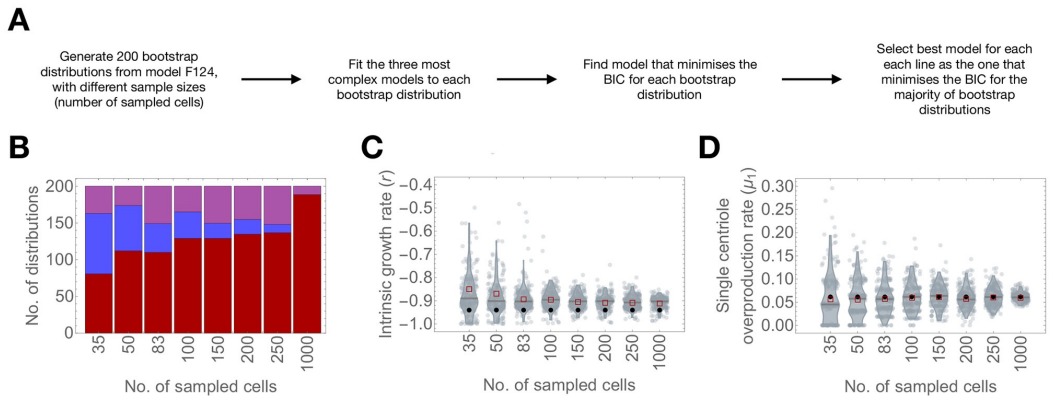 A
Generate 200 bootstrap
distributions from model F124,
with different sample sizes
(number of sampled cells)
Fit the three most
complex models to each
bootstrap distribution
Find model that minimises the
BIC for each bootstrap
distribution
Select best model for each
each line as the one that
minimises the BIC for the
majority of bootstrap
distributions
B
No. of distributions
200
150
100
50
0
35
50
83
100
150
200
250
1000
No. of sampled cells
C
Intrinsic growth rate (r)
−0.4
−0.5
−0.6
−0.7
−0.8
−0.9
−1.0
35
50
83
100
150
200
250
1000
No. of sampled cells
D
Single centriole
overproduction rate (μ1)
0.30
0.25
0.20
0.15
0.10
0.05
0.00
35
50
83
100
150
200
250
1000
No. of sampled cells